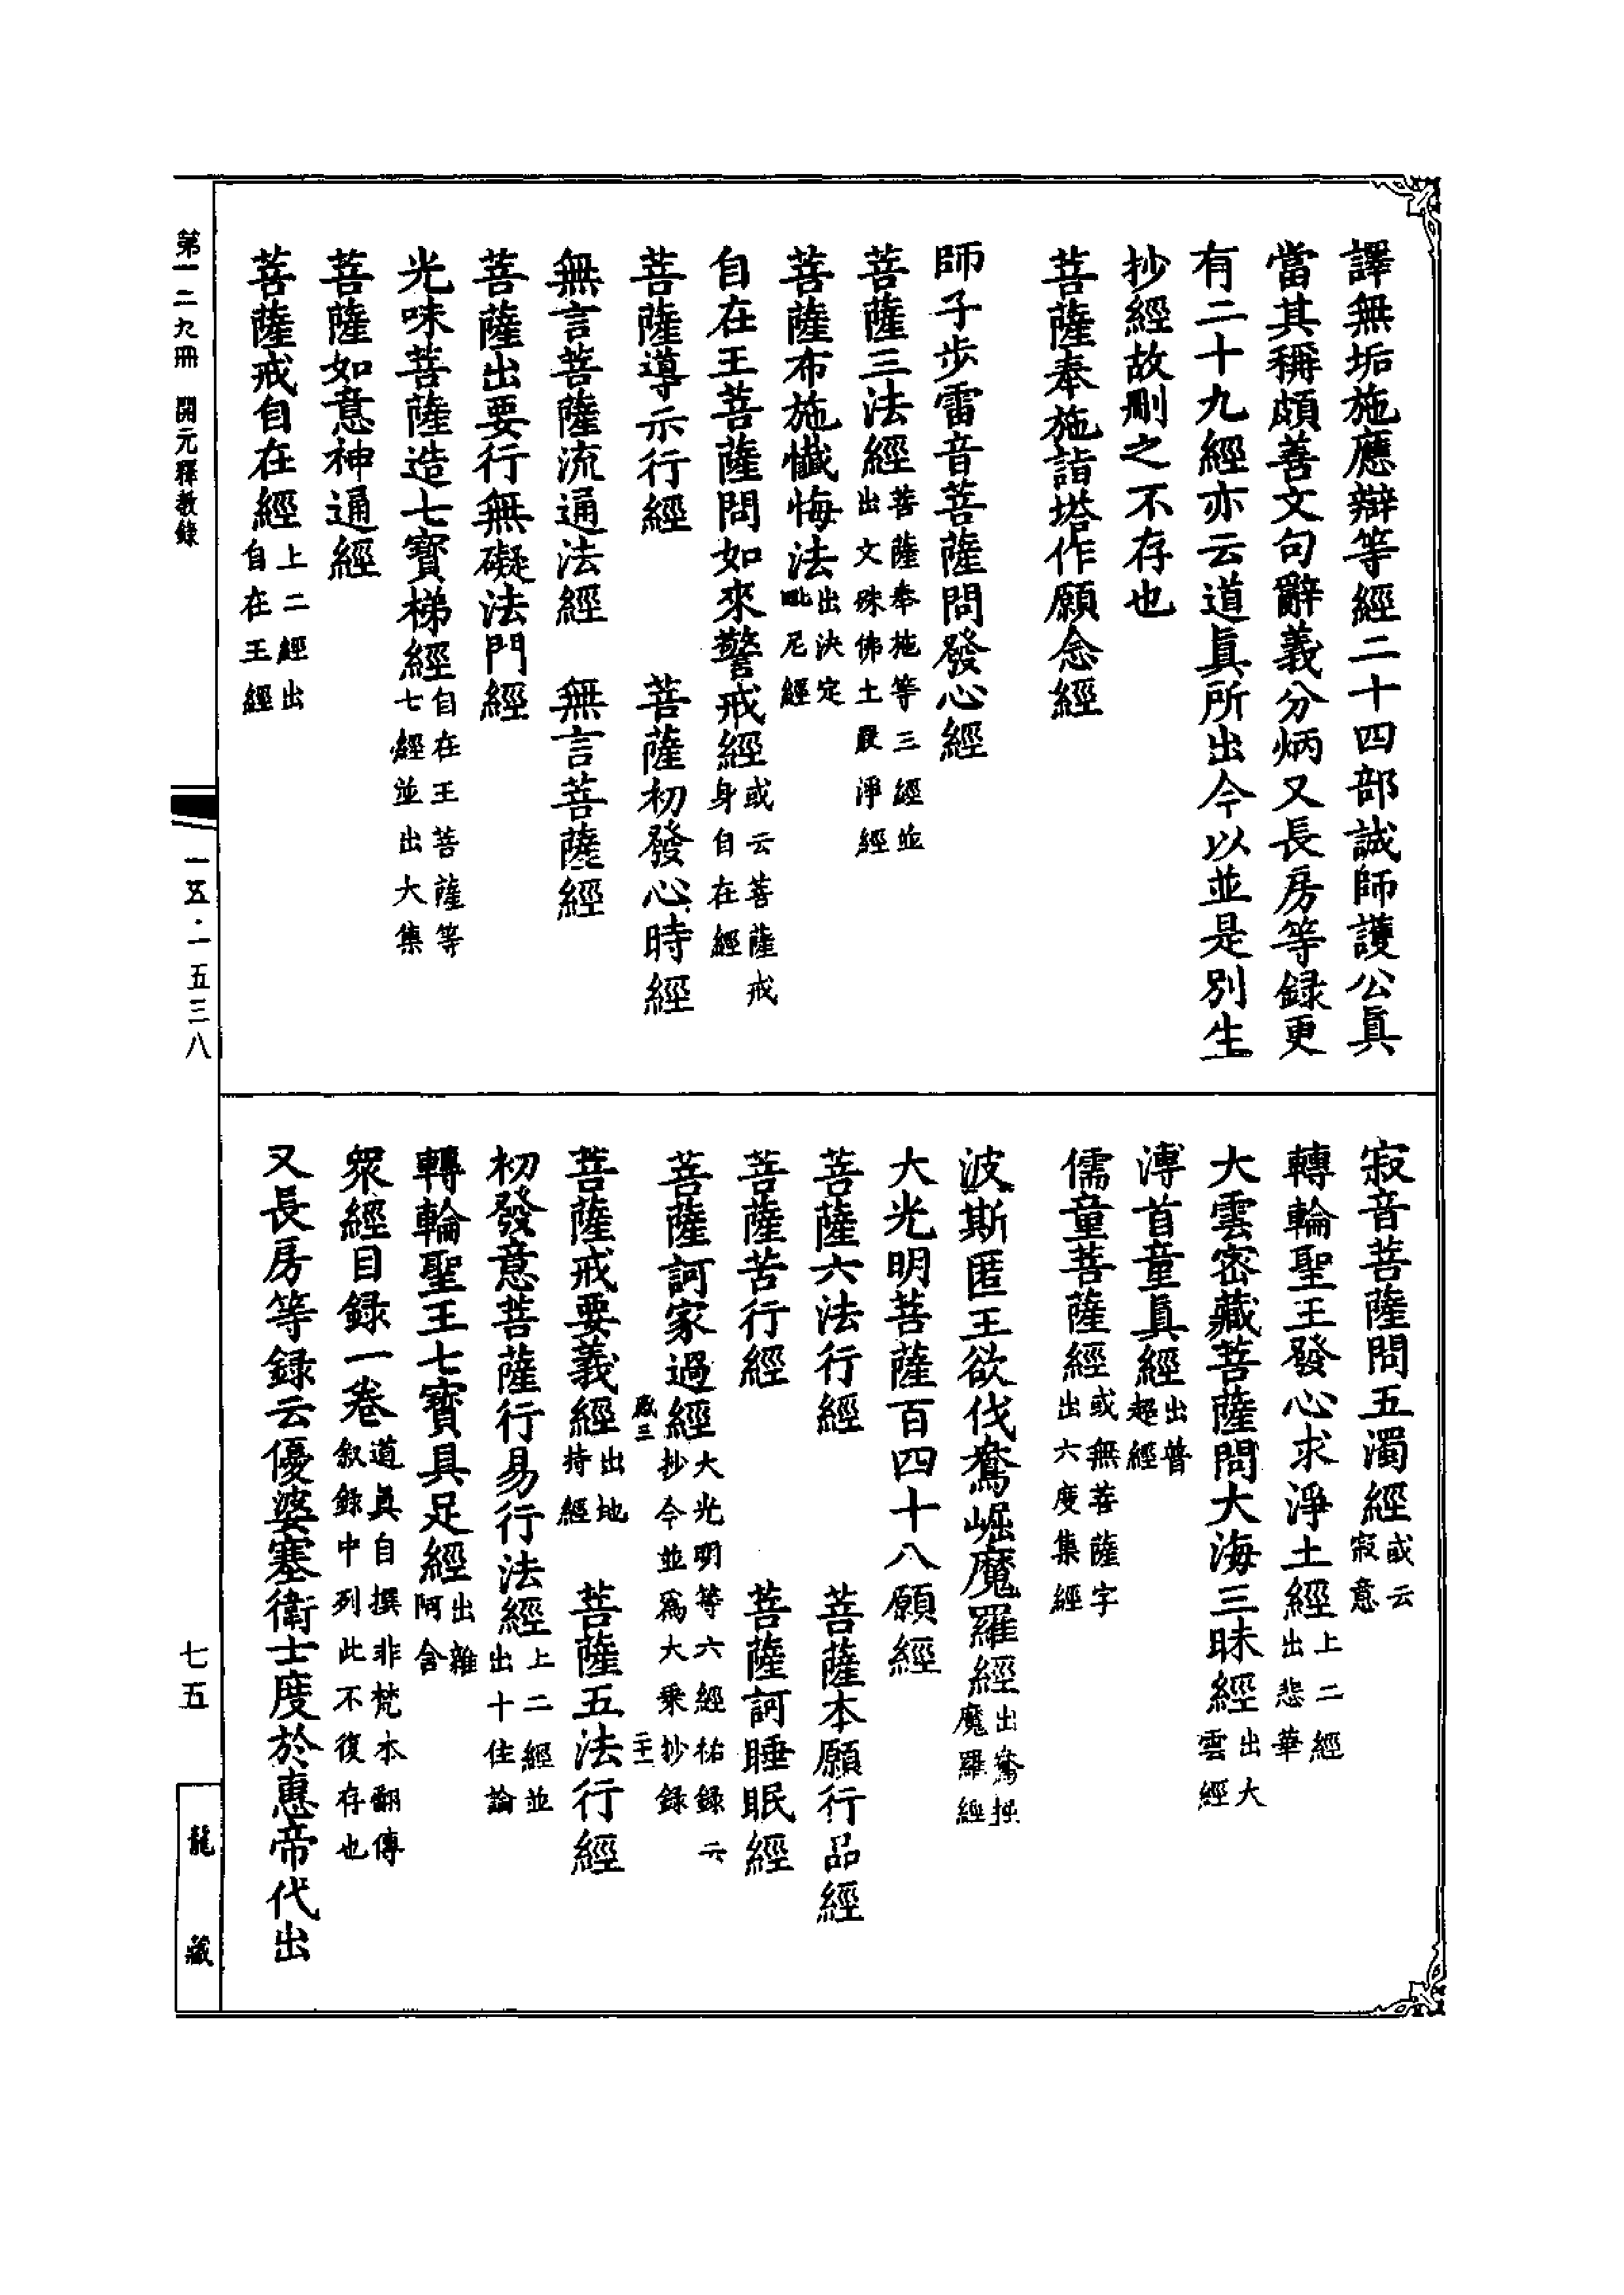 譯無垢施應辯等經二十四部誠師護公真
當其稱頗善文句辭義分炳又長房等録更
有二十九經亦云道真所出今以並是別生
抄經故刪之不存也
菩薩奉施詣塔作願念經
師子步雷音菩薩問發心經
菩薩三法經菩薩奉施等三經並出文殊佛土嚴淨經
菩薩布施懺悔法出決定毗尼經
自在王菩薩問如來警戒經或云菩薩戒身自在經
菩薩導示行經　菩薩初發心時經
無言菩薩流通法經　無言菩薩經
菩薩出要行無礙法門經
光味菩薩造七寶梯經自在王菩薩等七經並出大集
菩薩如意神通經
菩薩戒自在經上二經出自在王經
寂音菩薩問五濁經或云寂意
轉輪聖王發心求淨土經上二經出悲華
大雲密藏菩薩問大海三昧經出大雲經
溥首童真經出普超經
儒童菩薩經或無菩薩字出六度集經
波斯匿王欲伐鴦崛魔羅經出鴦掘魔羅經
大光明菩薩百四十八願經
菩薩六法行經　菩薩本願行品經
菩薩苦行經　菩薩訶睡眠經
菩薩訶家過經大光明等六經祐録云抄今並為大乗抄録
菩薩戒要義經出地持經　菩薩五法行經
初發意菩薩行易行法經上二經並出十住論
轉輪聖王七寶具足經出雜阿含
衆經目録一卷道真自撰非梵本翻傳叙錄中列此不復存也
又長房等録云優婆塞衛士度於惠帝代出
第一二九冊　開元釋教錄
一五·一五三八
七五
龍藏